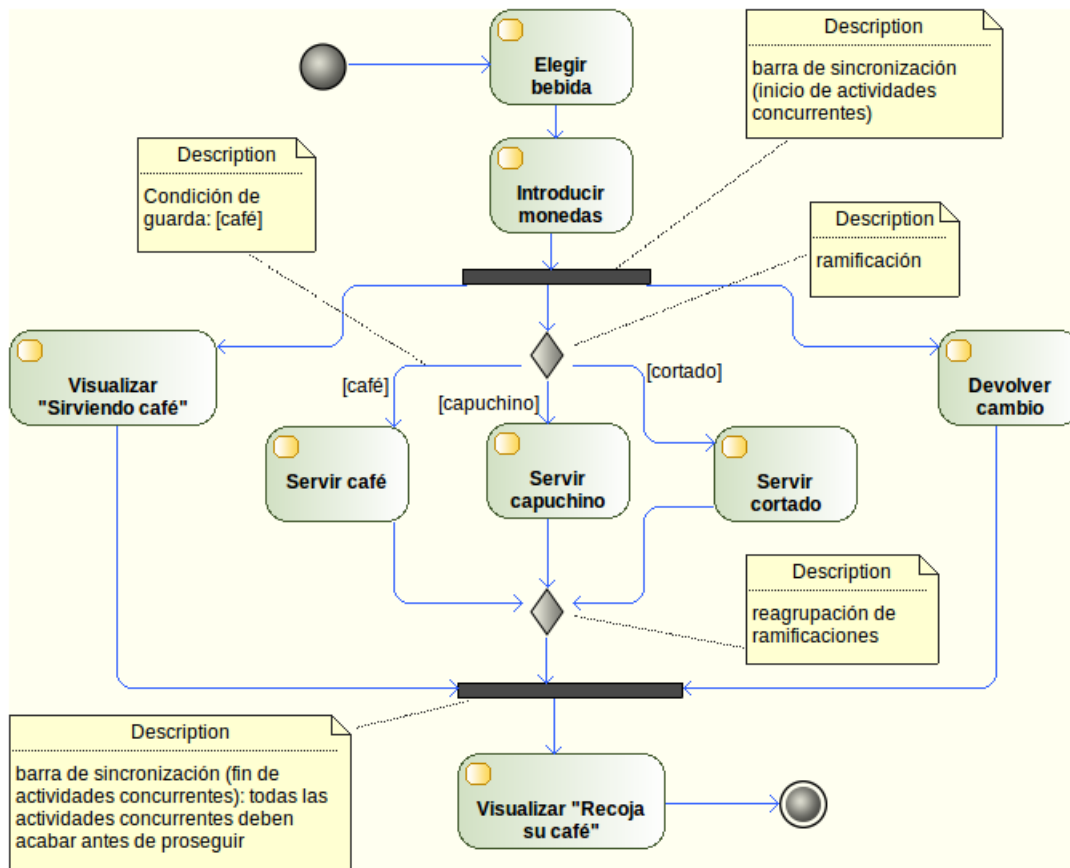 Description
barra de sincronización
(inicio de actividades
concurrentes)
Elegir
bebida
Description
Condición de
guarda: [café]
Introducir
monedas
Description
ramificación
Visualizar
"Sirviendo café"
[café]
[capuchino]
[cortado]
Devolver
cambio
Servir café
Servir
capuchino
Servir
cortado
Description
reagrupación de
ramificaciones
Description
barra de sincronización (fin de
actividades concurrentes): todas las
actividades concurrentes deben
acabar antes de proseguir
Visualizar "Recoja
su café"